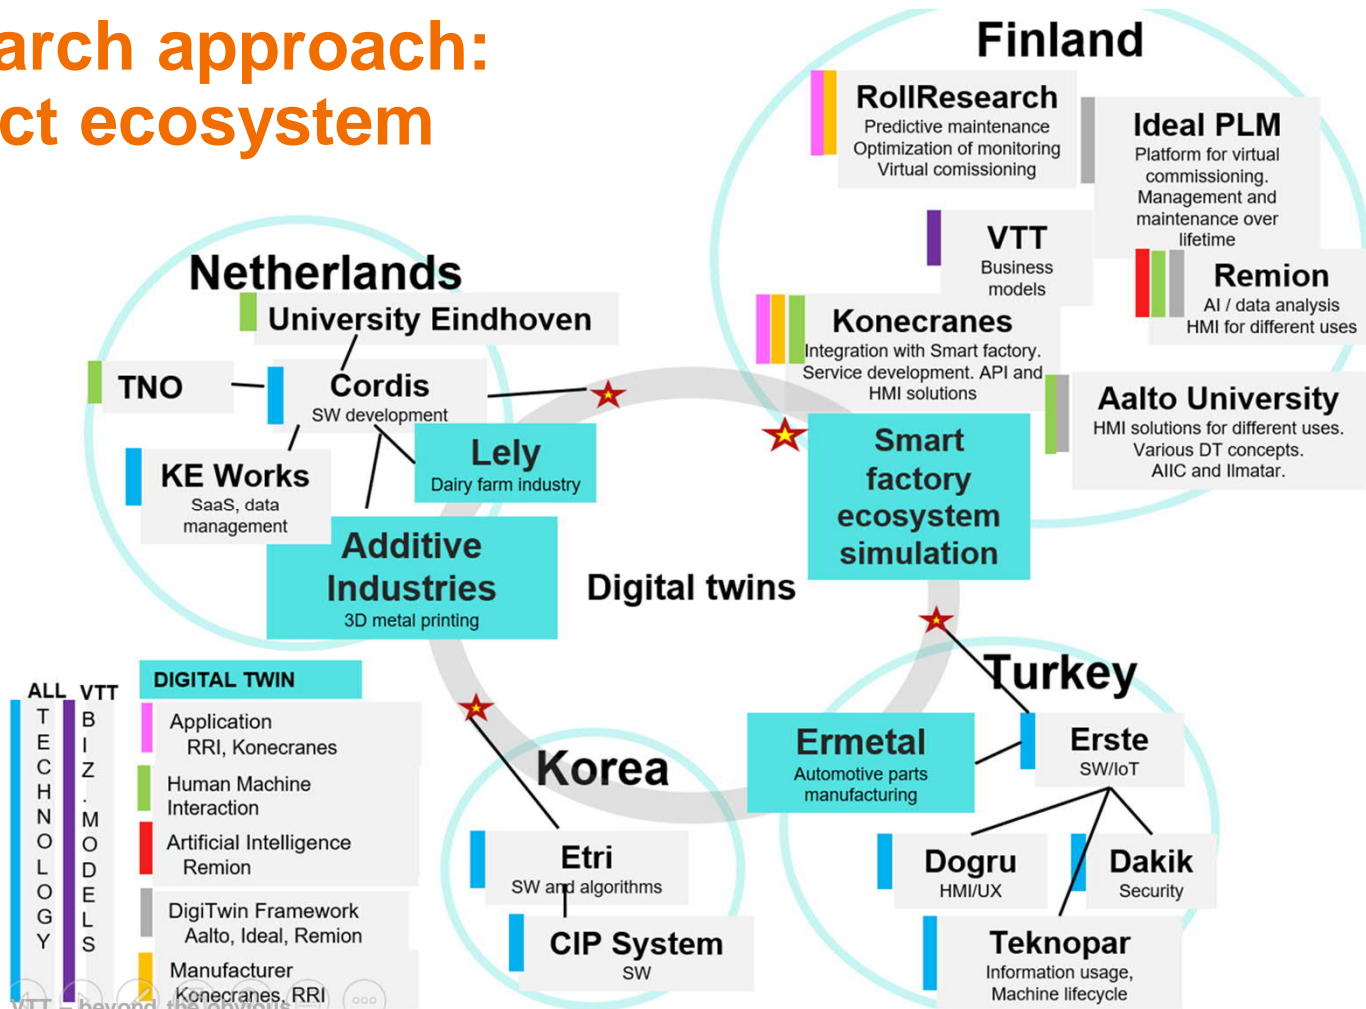 arch approach:
ct ecosystem
Finland
RollResearch
Predictive maintenance
Optimization of monitoring
Virtual comissioning
Ideal PLM
Platform for virtual
commissioning.
Management and
maintenance over
lifetime
VTT
Business
models
Remion
AI / data analysis
HMI for different uses
Konecranes
Integration with Smart factory.
Service development. API and
HMI solutions
Aalto University
HMI solutions for different uses.
Various DT concepts.
AIIC and Ilmatar.
Smart
factory
ecosystem
simulation
Netherlands
University Eindhoven
TNO
Cordis
SW development
Lely
Dairy farm industry
KE Works
SaaS, data
management
Additive
Industries
3D metal printing
Digital twins
Turkey
Ermetal
Automotive parts
manufacturing
Erste
SW/IoT
Dogru
HMI/UX
Dakik
Security
Teknopar
Information usage,
Machine lifecycle
Korea
Etri
SW and algorithms
CIP System
SW
ALL
TECHNOLOGY
VTT
BIZ. MODELS
DIGITAL TWIN
Application
RRI, Konecranes
Human Machine
Interaction
Artificial Intelligence
Remion
DigiTwin Framework
Aalto, Ideal, Remion
Manufacturer
Konecranes, RRI
VTT – beyond the obvious